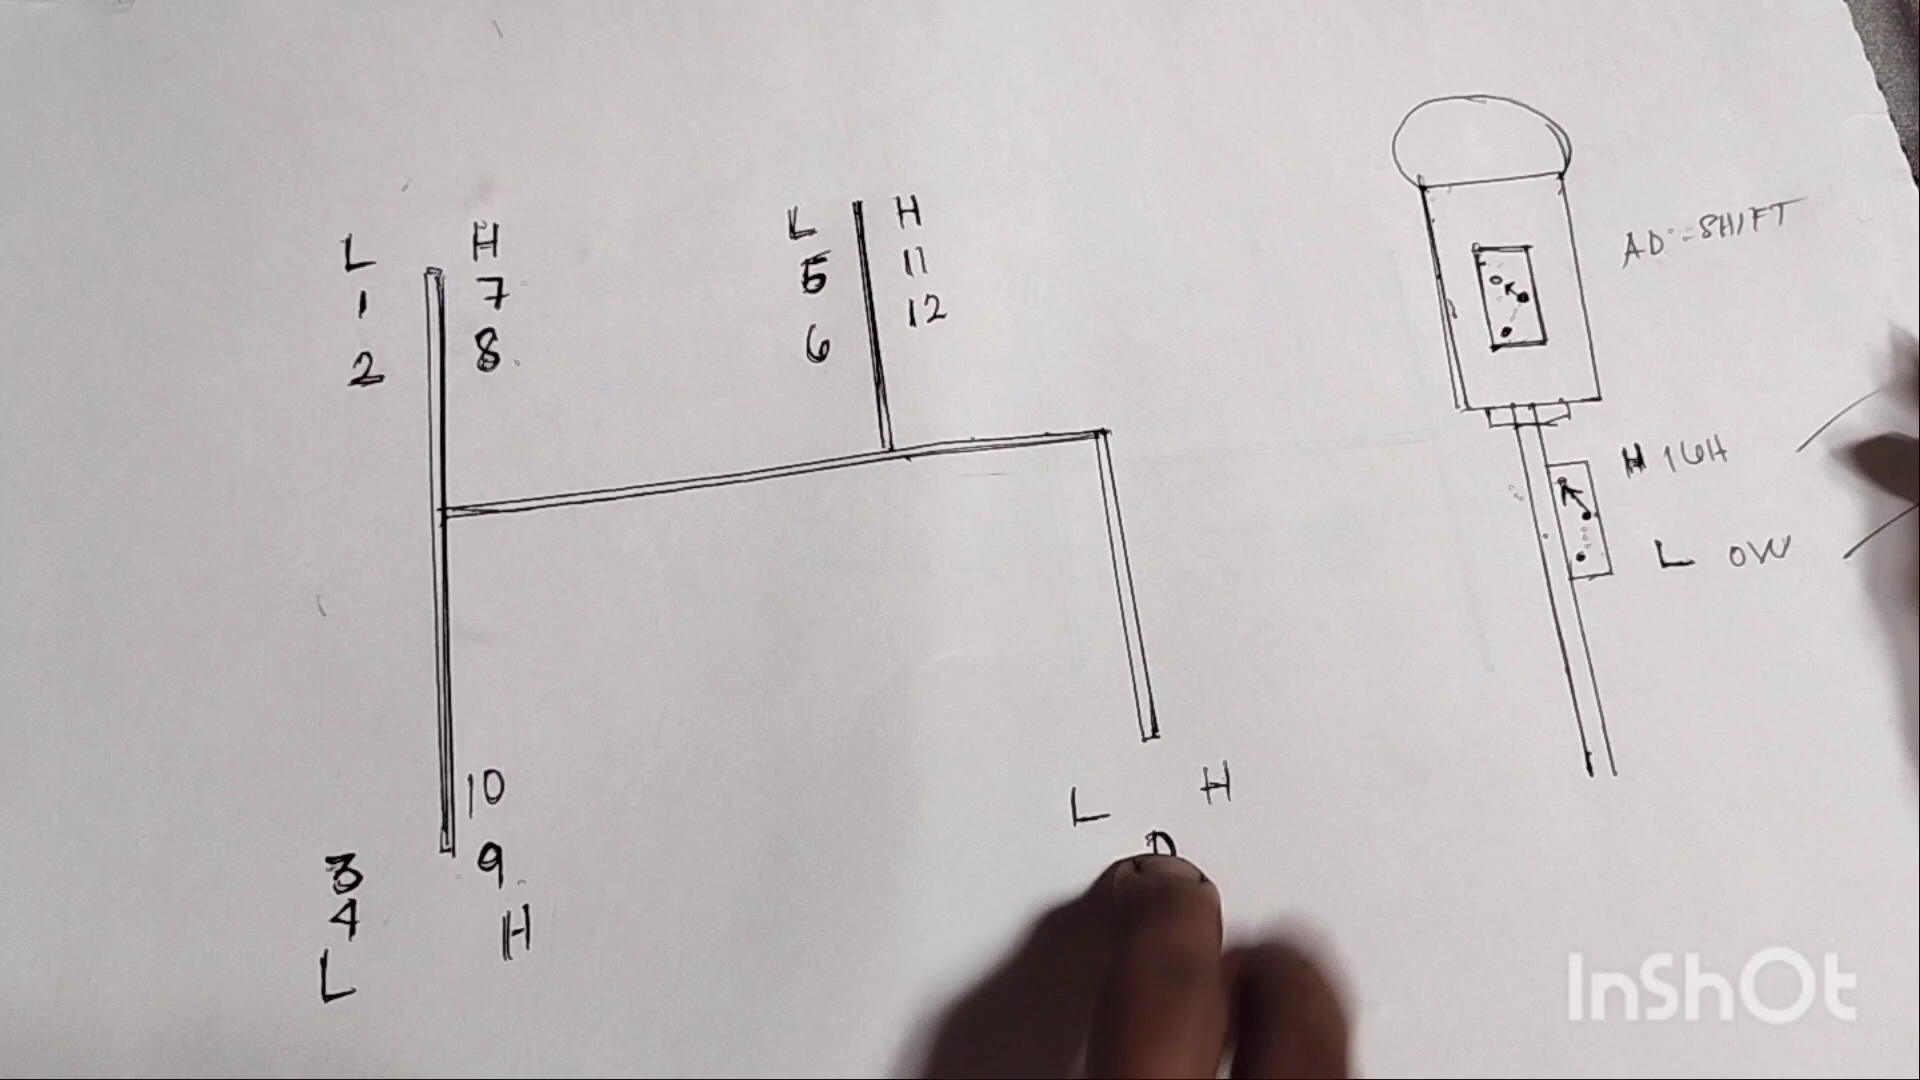 L H
1 7
2 8
L H
5 11
6 12
10
3 9
4 H
L
L H
AD-SHIFT
HIGH
LOW
InShOt